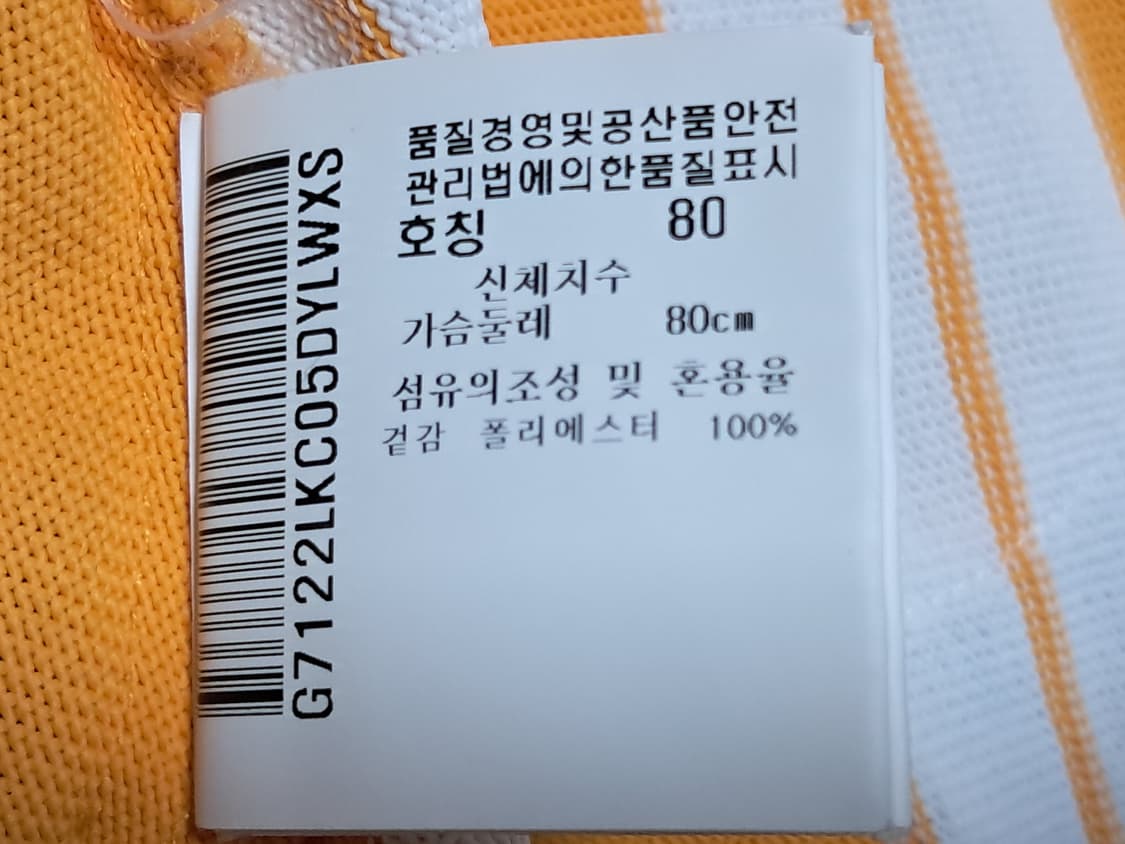 품질경영및공산품안전
관리법에의한품질표시
호칭 80
신체치수
가슴둘레 80cm
섬유의조성 및 혼용율
겉감 폴리에스터 100%
G7122LKC05DYLWXS